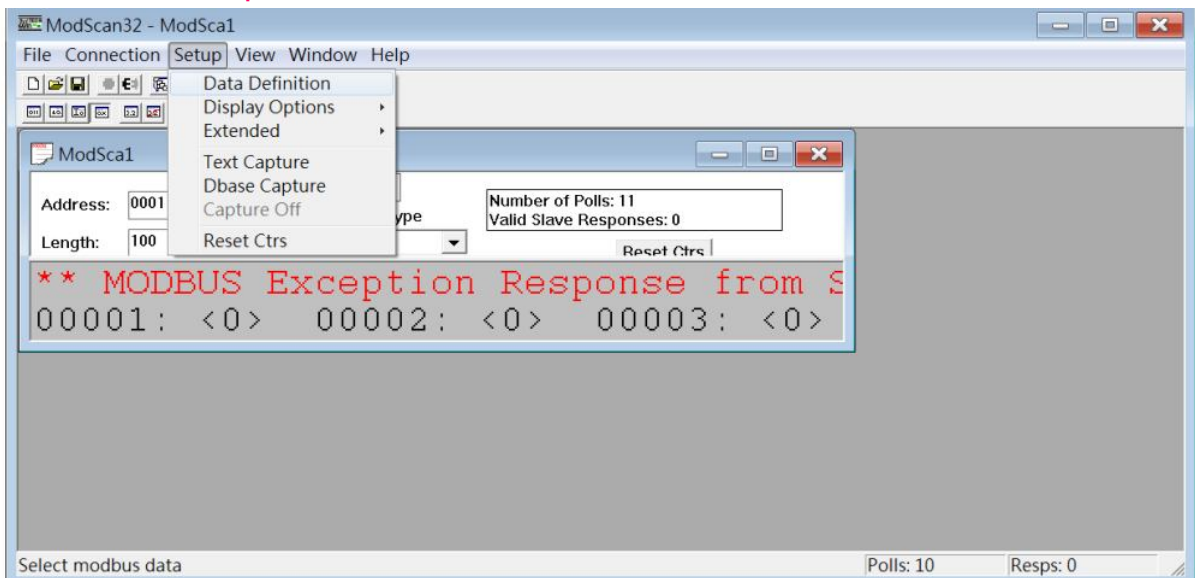 ModScan32 - ModSca1
File Connection Setup View Window Help
Data Definition
Display Options
Extended
Text Capture
Dbase Capture
Capture Off
Reset Ctrs
ModSca1
Address: 0001
Length: 100
Number of Polls: 11
Valid Slave Responses: 0
Reset Ctrs
** MODBUS Exception Response from S
00001: <0> 00002: <0> 00003: <0>
Select modbus data Polls: 10 Resps: 0